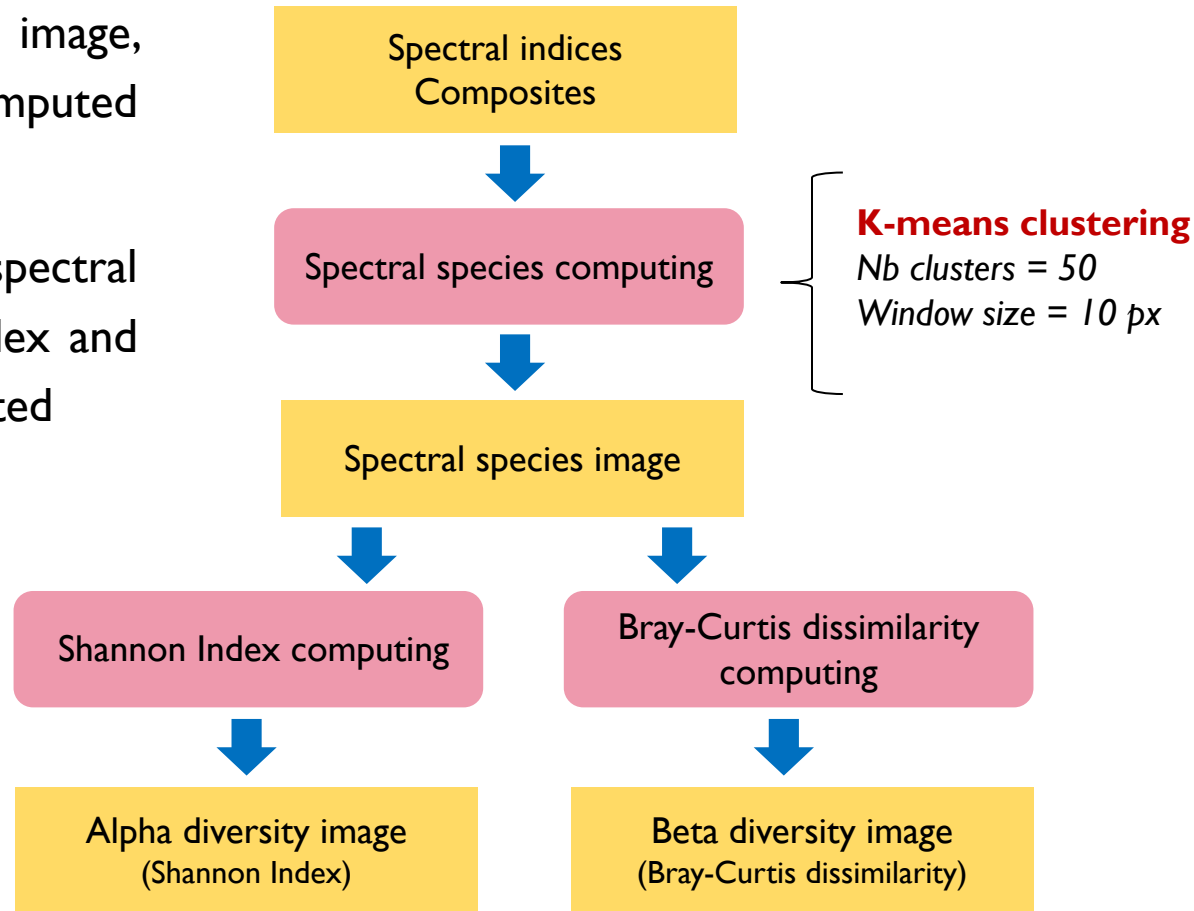 image,
mputed
spectral
lex and
ted
Spectral indices
Composites
Spectral species computing
K-means clustering
Nb clusters = 50
Window size = 10 px
Spectral species image
Shannon Index computing
Bray-Curtis dissimilarity
computing
Alpha diversity image
(Shannon Index)
Beta diversity image
(Bray-Curtis dissimilarity)